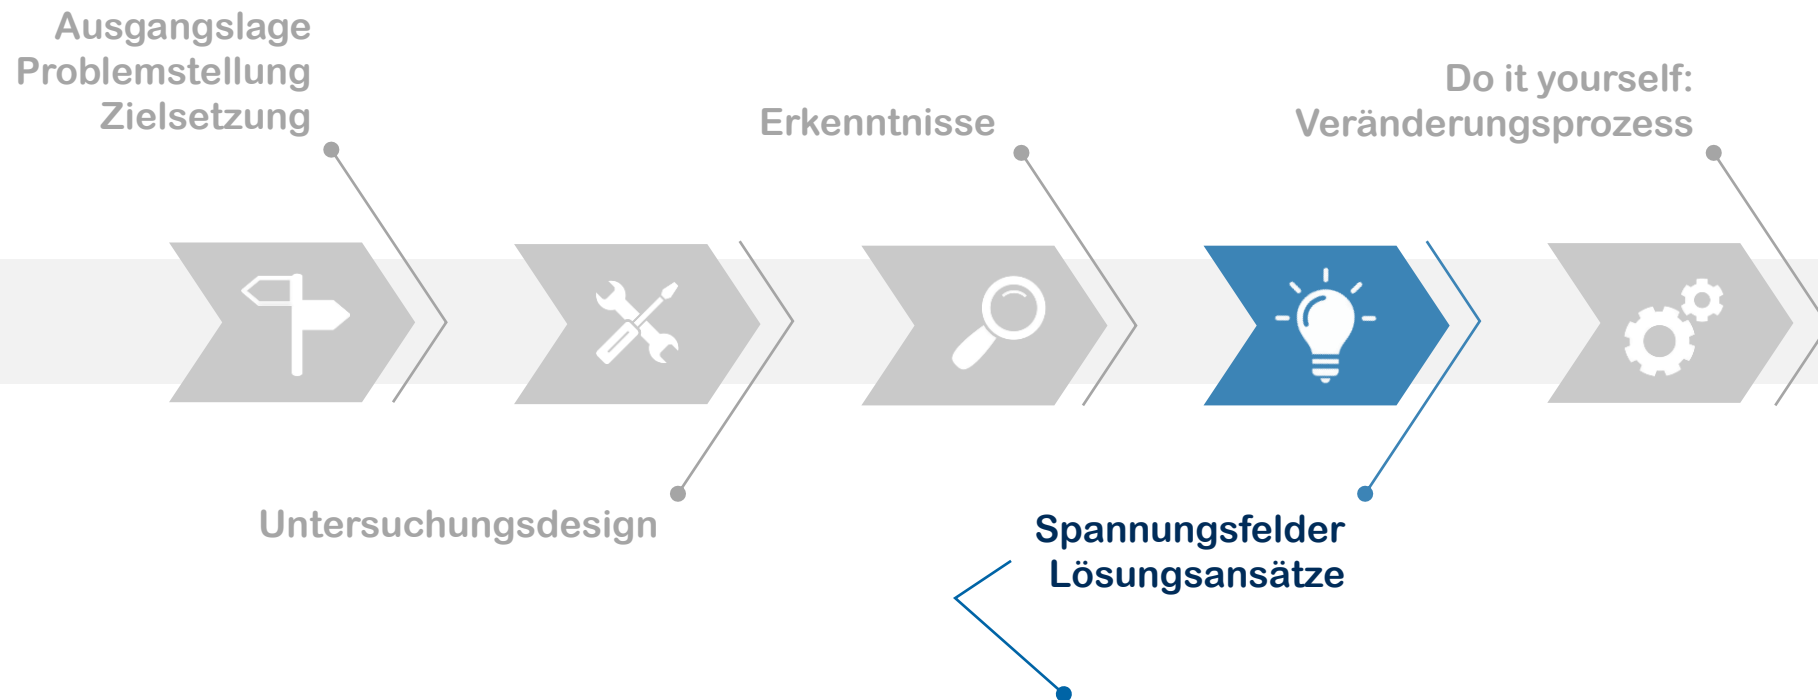 Ausgangslage
Problemstellung
Zielsetzung
Untersuchungsdesign
Erkenntnisse
Spannungsfelder
Lösungsansätze
Do it yourself:
Veränderungsprozess